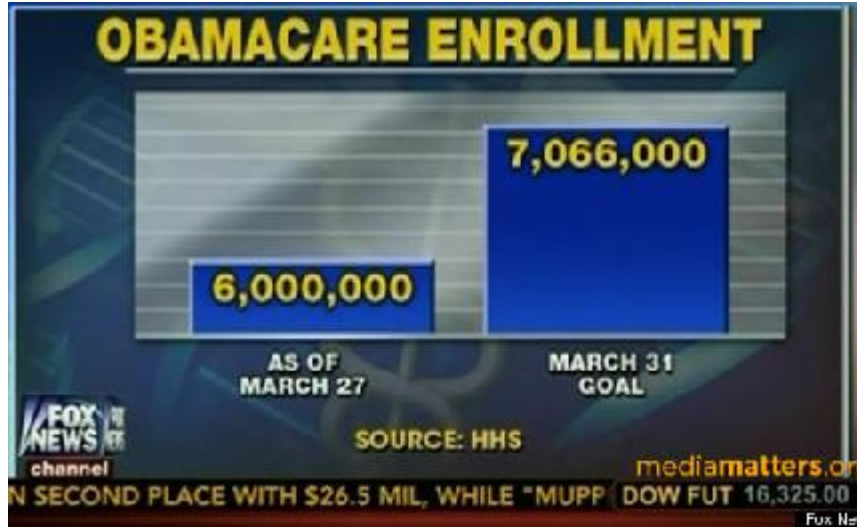 OBAMACARE ENROLLMENT
6,000,000
7,066,000
AS OF
MARCH 27
MARCH 31
GOAL
SOURCE: HHS
FOX
NEWS
channel
mediamatters.or
N SECOND PLACE WITH $26.5 MIL, WHILE "MUPP
DOW FUT 16,325.00
Fox Ne